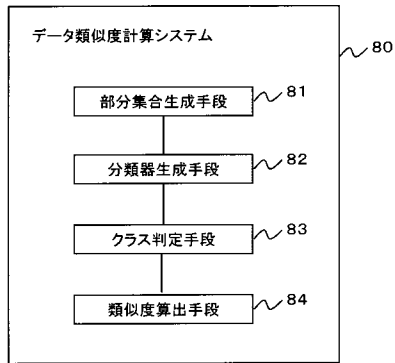 データ類似度計算システム
80
部分集合生成手段
81
分類器生成手段
82
クラス判定手段
83
類似度算出手段
84